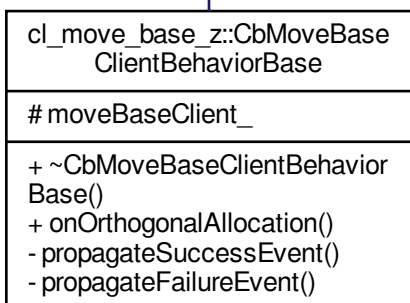 cl_move_base_z::CbMoveBase
ClientBehaviorBase
# moveBaseClient_
+ ~CbMoveBaseClientBehavior
Base()
+ onOrthogonalAllocation()
- propagateSuccessEvent()
- propagateFailureEvent()